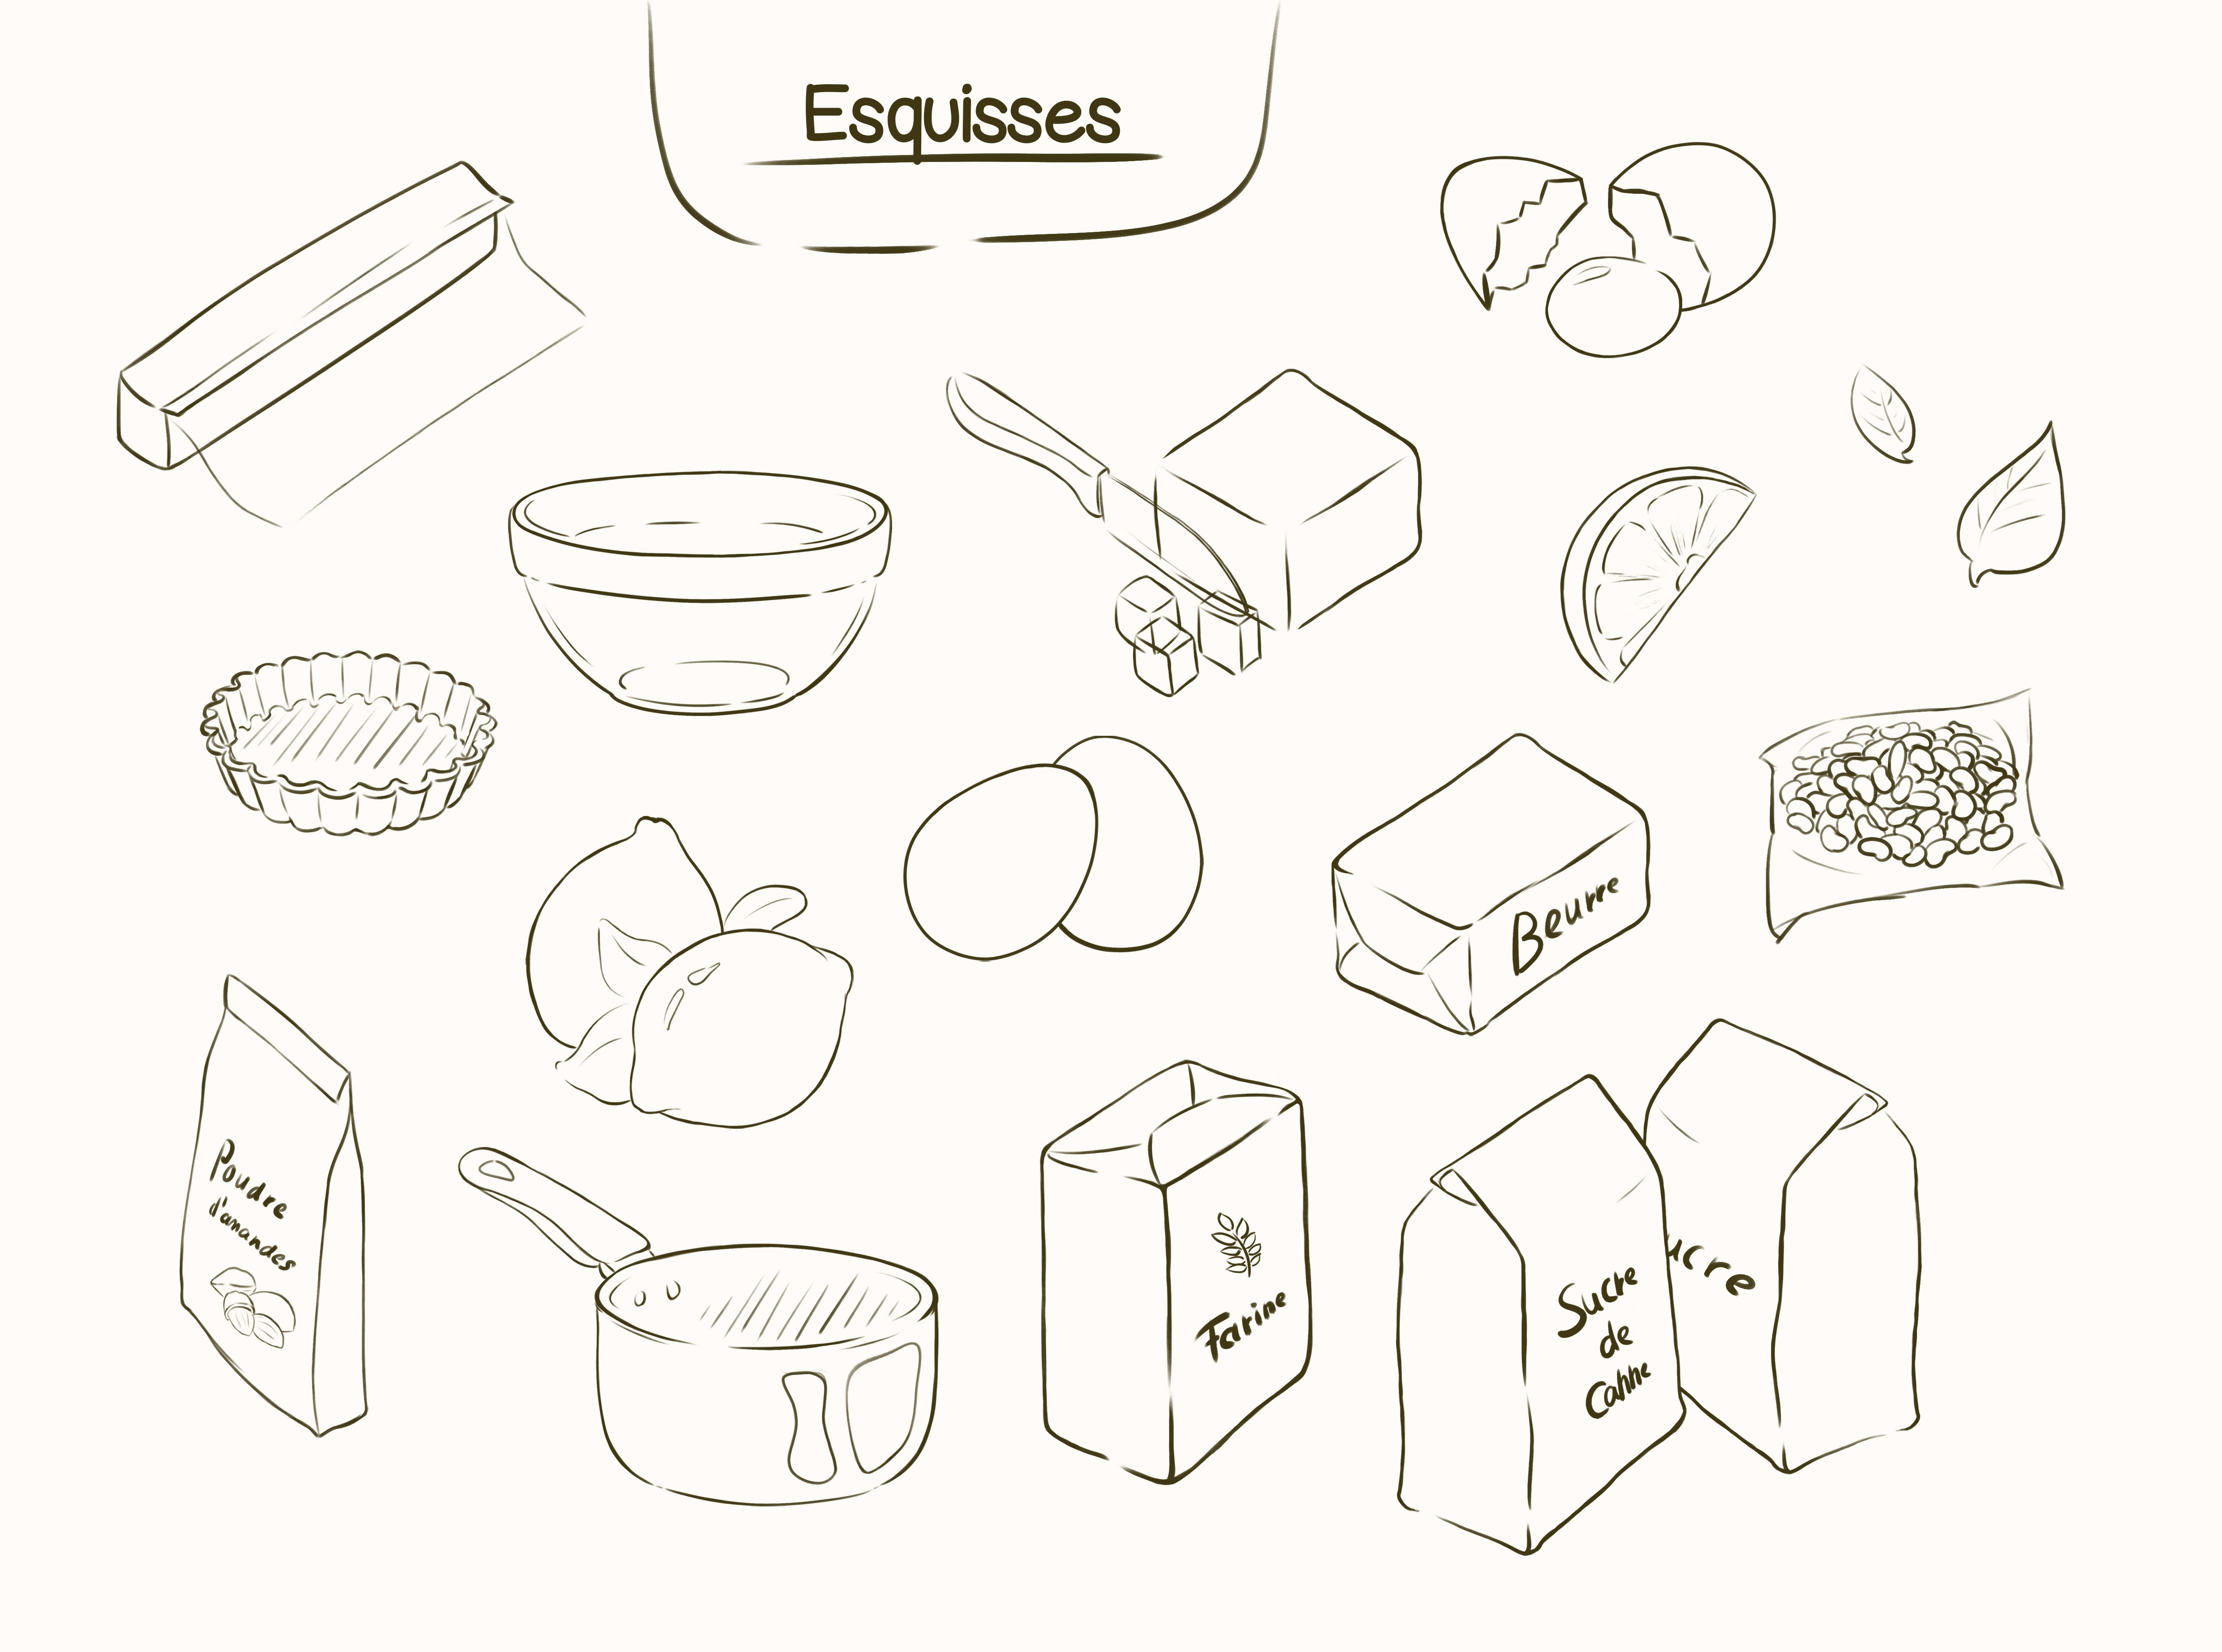 Esquisses
Beurre
Poudre
d'amandes
Farine
Sucre
de
Canne
ucre